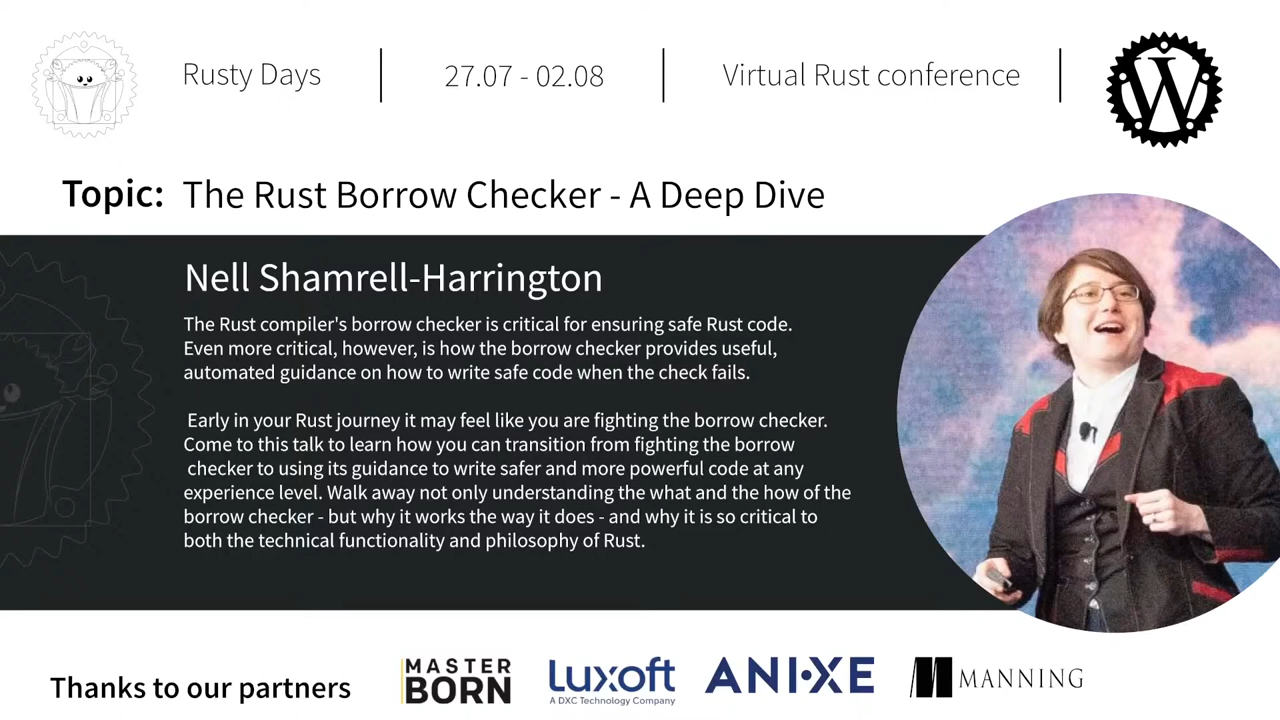 Rusty Days
27.07 - 02.08
Virtual Rust conference
W
Topic: The Rust Borrow Checker - A Deep Dive
Nell Shamrell-Harrington
The Rust compiler's borrow checker is critical for ensuring safe Rust code.
Even more critical, however, is how the borrow checker provides useful,
automated guidance on how to write safe code when the check fails.
Early in your Rust journey it may feel like you are fighting the borrow checker.
Come to this talk to learn how you can transition from fighting the borrow
checker to using its guidance to write safer and more powerful code at any
experience level. Walk away not only understanding the what and the how of the
borrow checker - but why it works the way it does - and why it is so critical to
both the technical functionality and philosophy of Rust.
Thanks to our partners
MASTER
BORN
Luxoft
A DXC Technology Company
ANIXE
MANNING